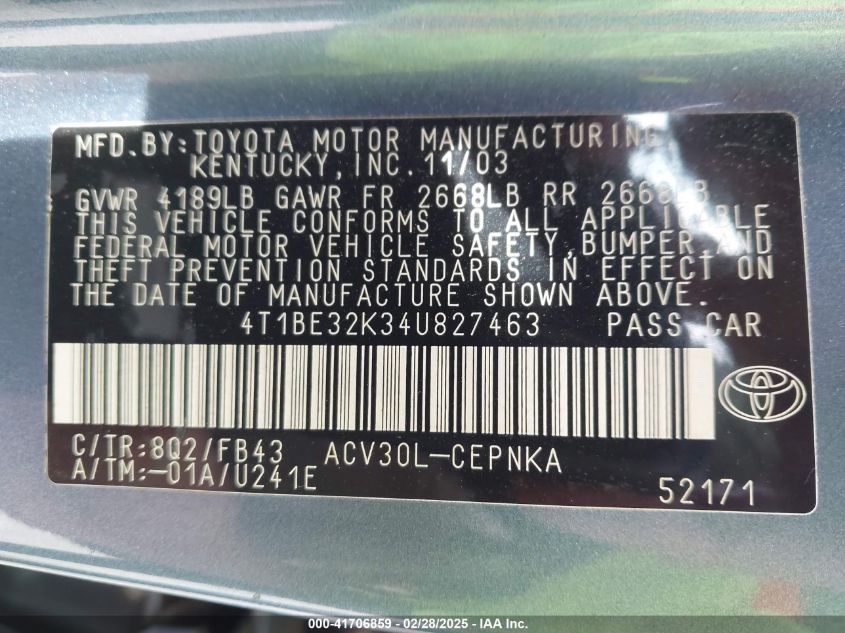 MFD.BY:TOYOTA MOTOR MANUFACTURING,
KENTUCKY,INC.11/03
GVWR 4189LB GAWR FR 2668LB RR 2668LB
THIS VEHICLE CONFORMS TO ALL APPLICABLE
FEDERAL MOTOR VEHICLE SAFETY,BUMPER,AND
THEFT PREVENTION STANDARDS IN EFFECT ON
THE DATE OF MANUFACTURE SHOWN ABOVE.
4T1BE32K34U827463 PASS.CAR
C/TR:8Q2/FB43 ACV30L-CEPNKA
A/TM:-01A/U241E
52171
000-41706859 - 02/28/2025 - IAA, Inc.